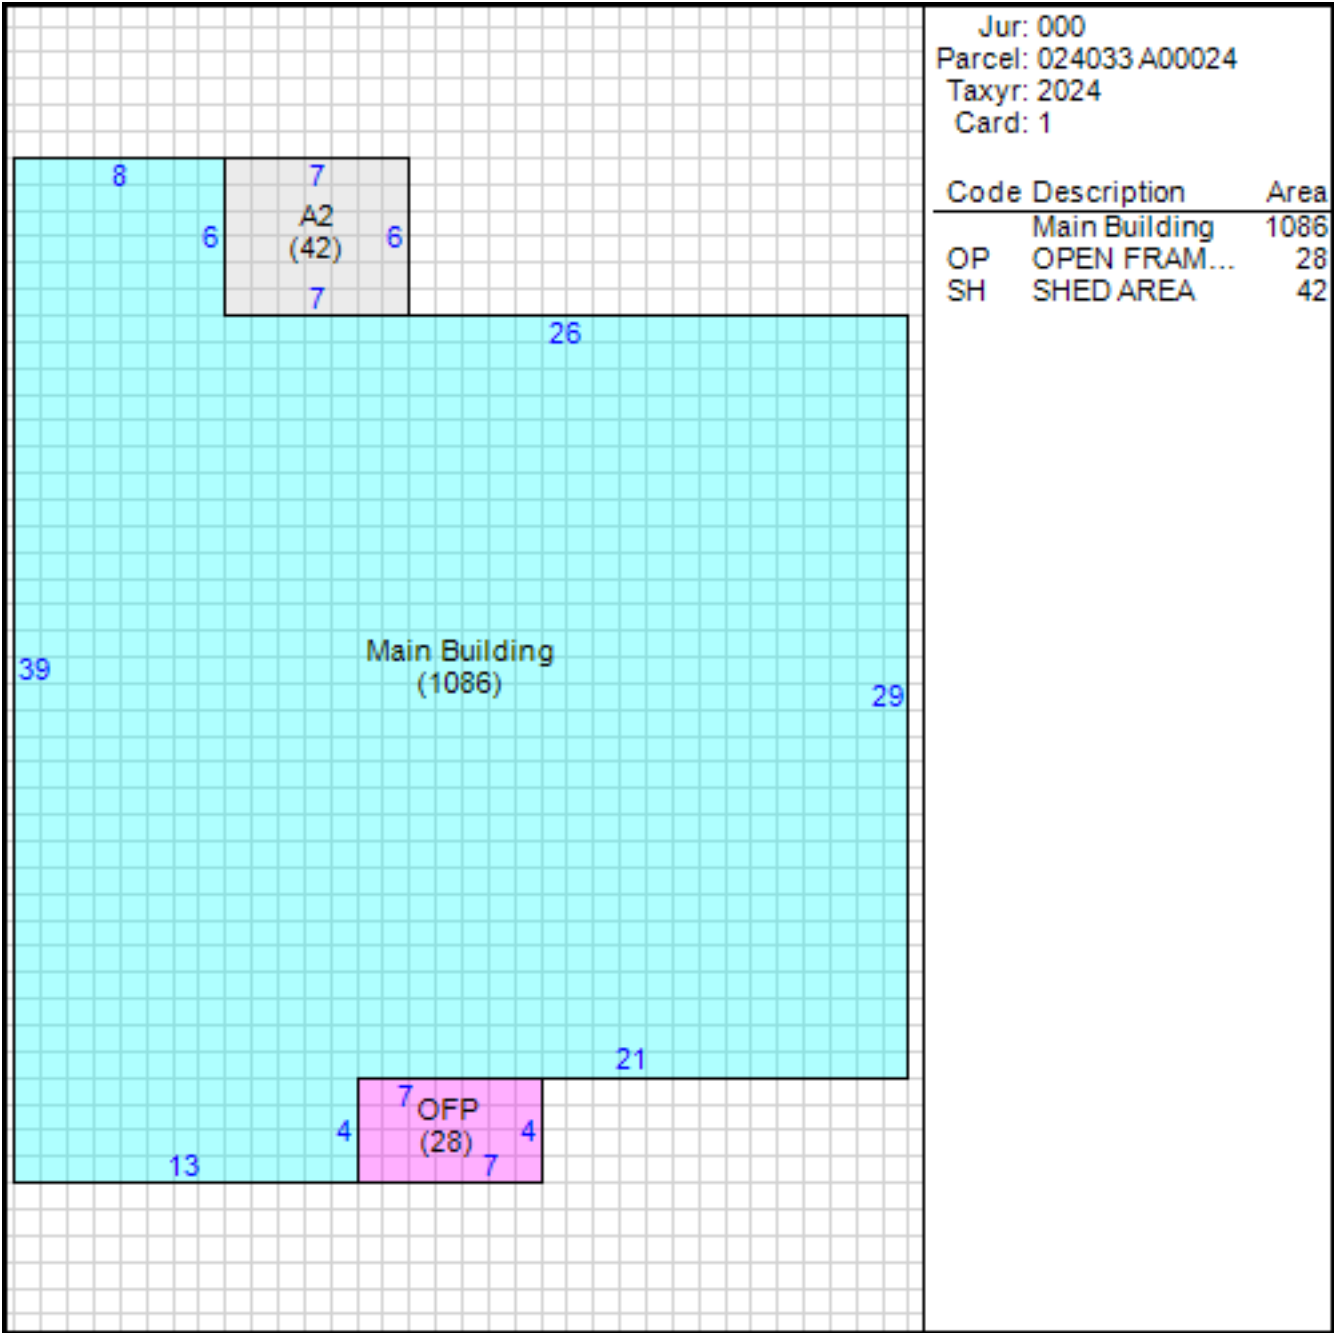 Jur: 000
Parcel: 024033 A00024
Taxyr: 2024
Card: 1
Code Description Area
Main Building 1086
OP OPEN FRAM... 28
SH SHED AREA 42
8
7
A2
(42)
6
6
7
26
Main Building
(1086)
39
29
21
7
OFP
(28)
4
4
7
13